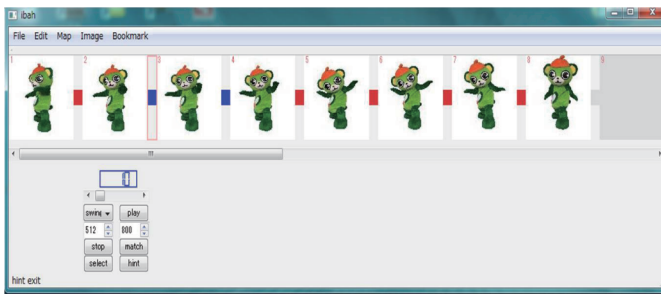 ibah
File Edit Map Image Bookmark
1 2 3 4 5 6 7 8 9
0
swing play
512 800
stop match
select hint
hint exit